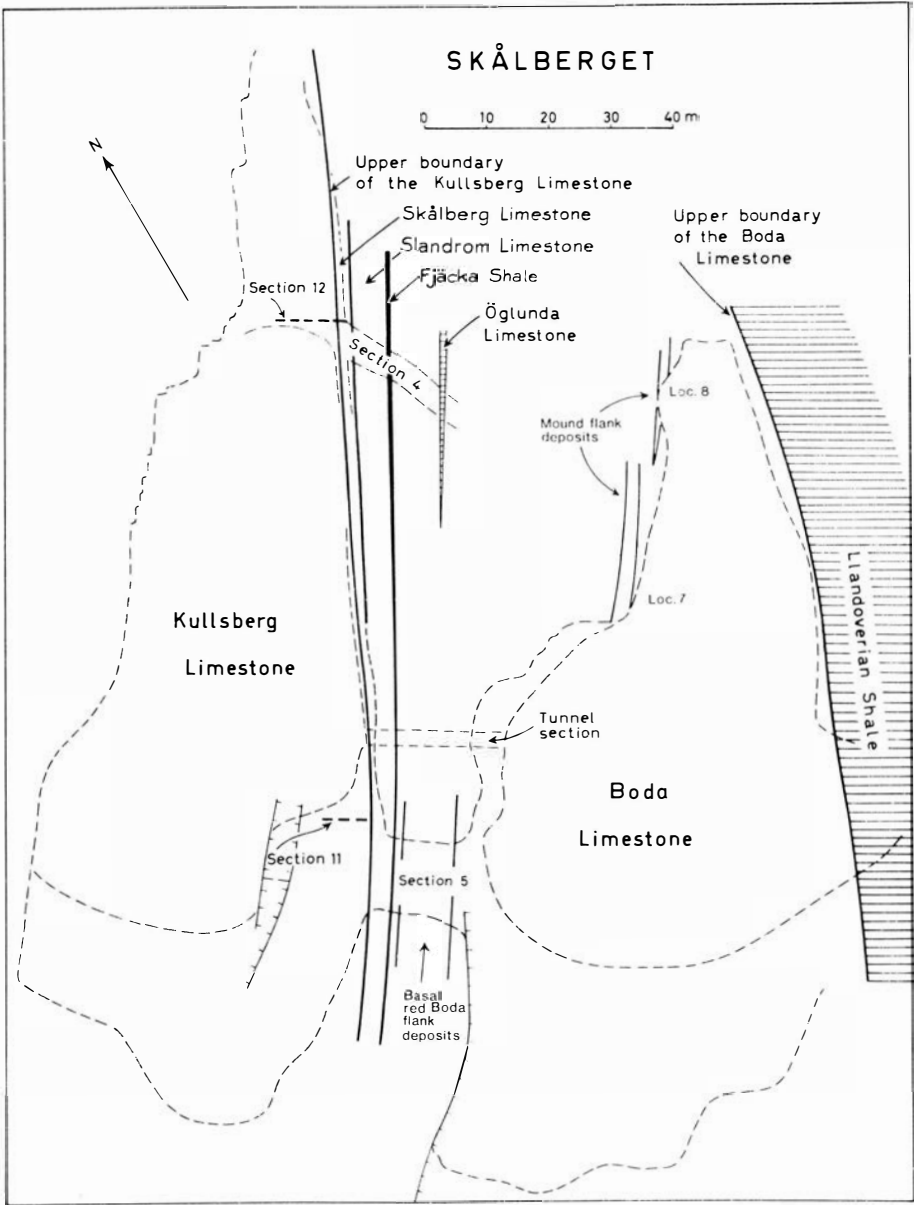 SKÅLBERGET
0 10 20 30 40 m
N
Upper boundary
of the Kullsberg Limestone
Skålberg Limestone
Slandrom Limestone
Fjäcka Shale
Upper boundary
of the Boda
Limestone
Section 12
Öglunda
Limestone
Section 4
Loc. 8
Mound flank
deposits
Llandoverian Shale
Loc. 7
Kullsberg
Limestone
Tunnel
section
Boda
Limestone
Section 11
Section 5
Basal
red Boda
flank
deposits